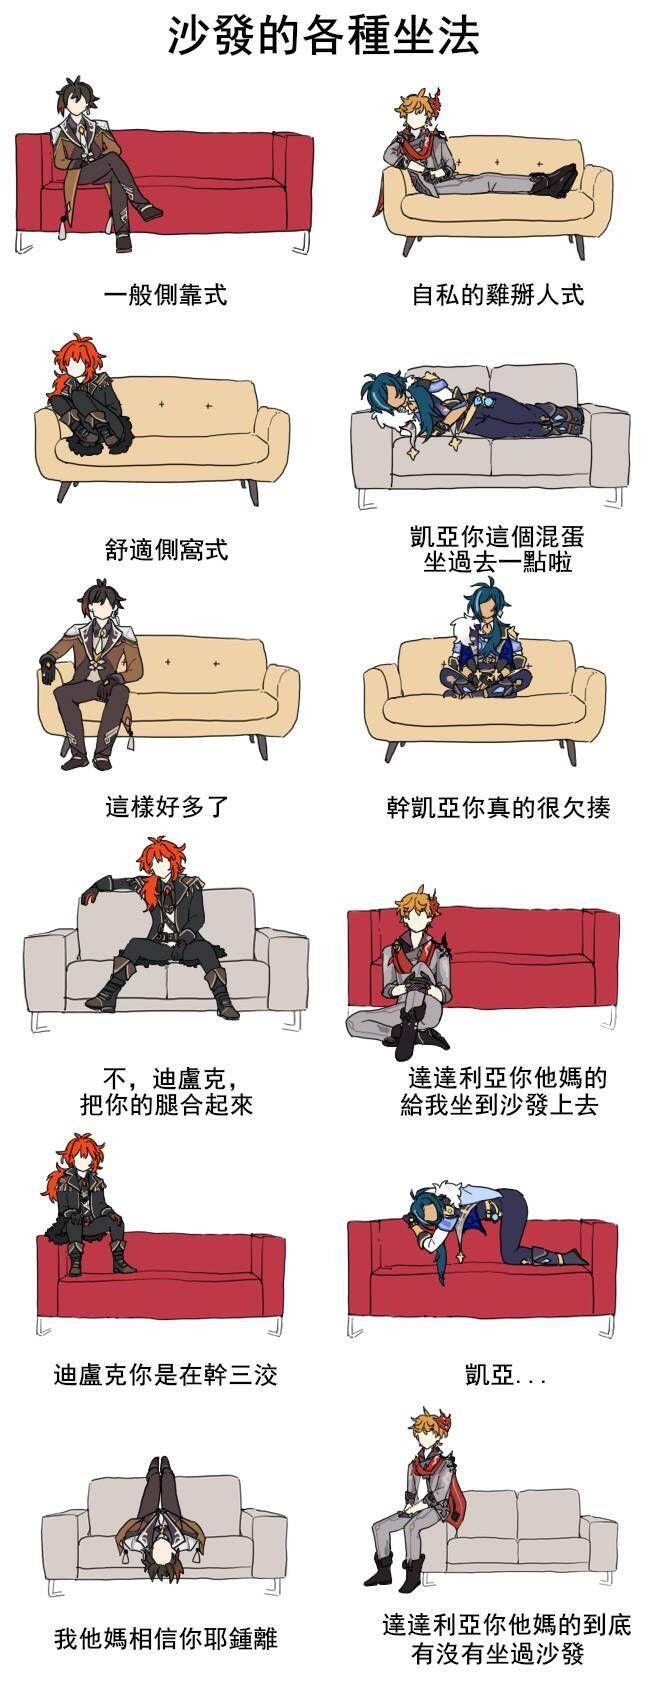 沙發的各種坐法
一般側靠式
自私的雞掰人式
舒適側窩式
凱亞你這個混蛋
坐過去一點啦
這樣好多了
幹凱亞你真的很欠揍
不，迪盧克，
把你的腿合起來
達達利亞你他媽的
給我坐到沙發上去
迪盧克你是在幹三洨
凱亞...
我他媽相信你耶鍾離
達達利亞你他媽的到底
有沒有坐過沙發